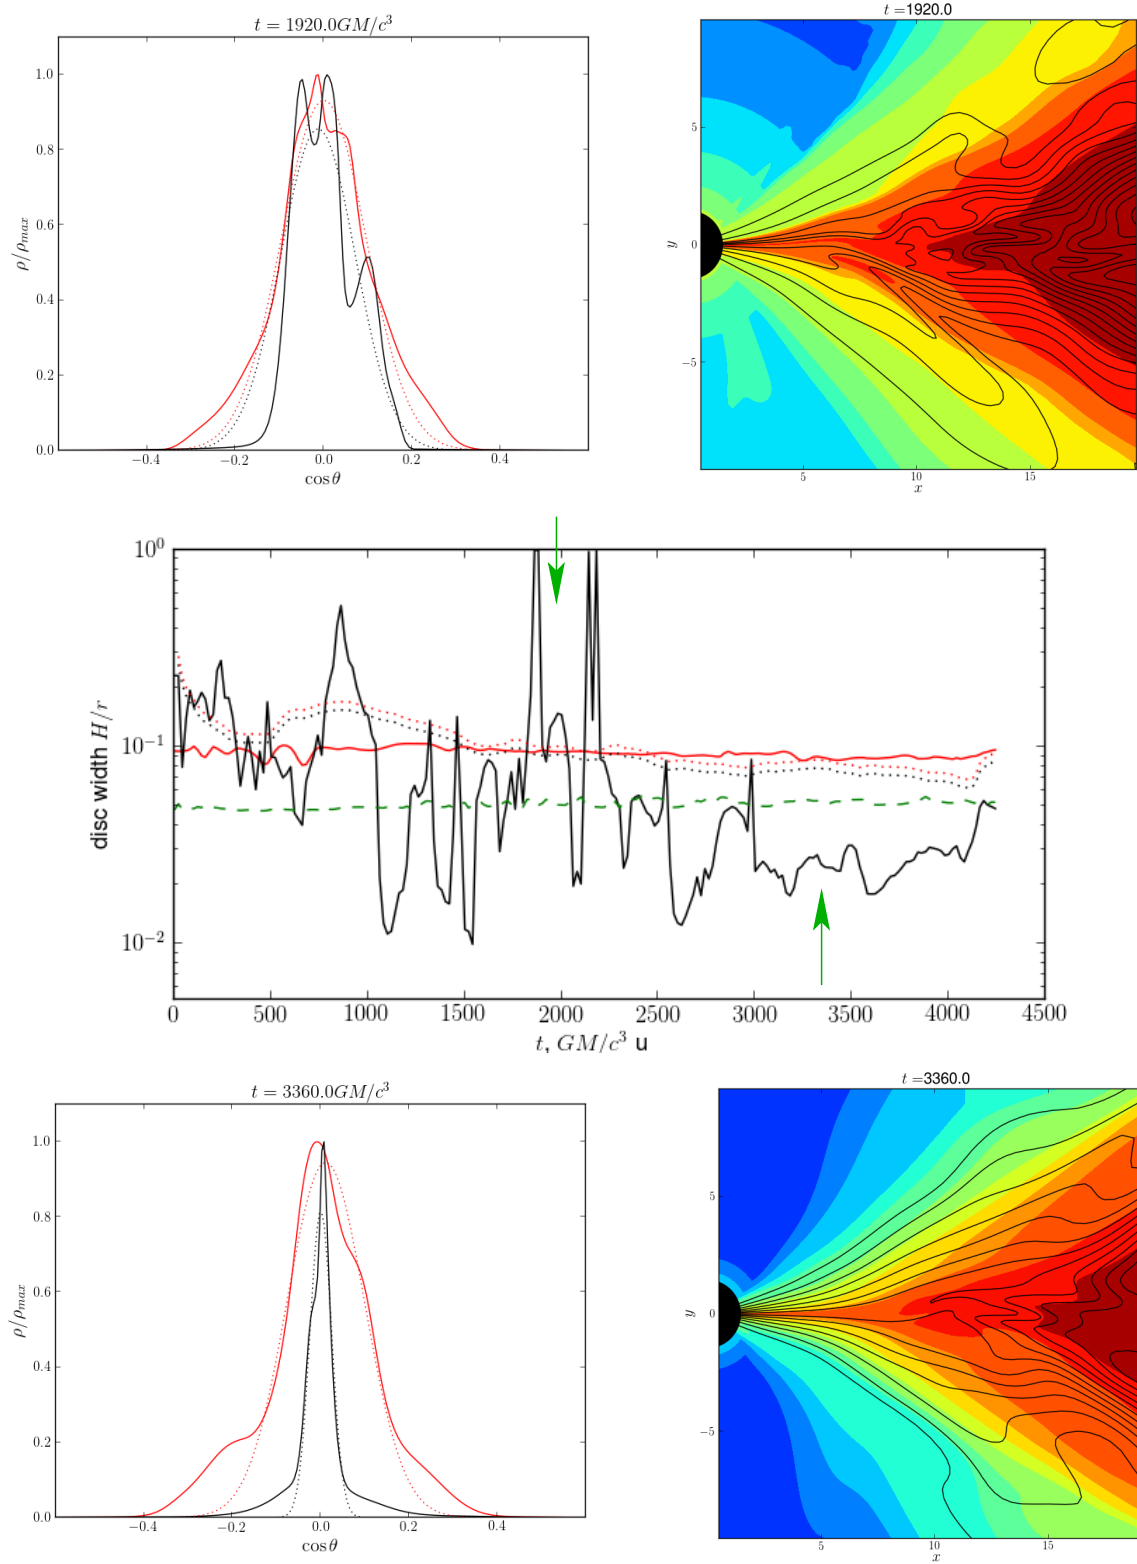 t = 1920.0GM/c³
t =1920.0
1.0
0.8
0.6
0.4
0.2
0.0
ρ/ρmax
−0.4 −0.2 0.0 0.2 0.4
cos θ
5
0
−5
y
5 10 15
x
10⁰
10⁻¹
10⁻²
disc width H/r
0 500 1000 1500 2000 2500 3000 3500 4000 4500
t, GM/c³ u
t = 3360.0GM/c³
t =3360.0
1.0
0.8
0.6
0.4
0.2
0.0
ρ/ρmax
−0.4 −0.2 0.0 0.2 0.4
cos θ
5
0
−5
y
5 10 15
x